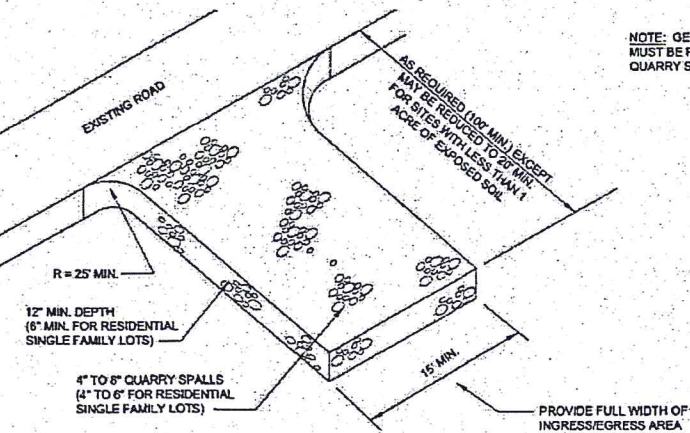 NOTE: GE
MUST BE
QUARRY S
EXISTING ROAD
AS REQUIRED (100' MIN.) EXCEPT
MAY BE REDUCED TO 20' MIN.
FOR SITES WITH LESS THAN 1
ACRE OF EXPOSED SOIL
R = 25' MIN.
12" MIN. DEPTH
(6" MIN. FOR RESIDENTIAL
SINGLE FAMILY LOTS)
4" TO 8" QUARRY SPALLS
(4" TO 6" FOR RESIDENTIAL
SINGLE FAMILY LOTS)
15' MIN.
PROVIDE FULL WIDTH OF
INGRESS/EGRESS AREA